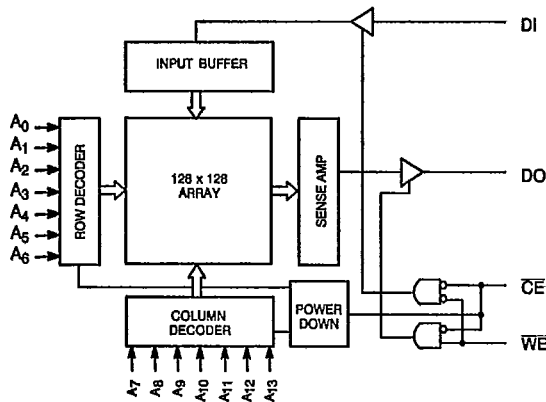 DI
INPUT BUFFER
A0
A1
A2
A3
A4
A5
A6
ROW DECODER
128 x 128
ARRAY
SENSE AMP
DO
COLUMN
DECODER
POWER
DOWN
CE
WE
A7
A8
A9
A10
A11
A12
A13